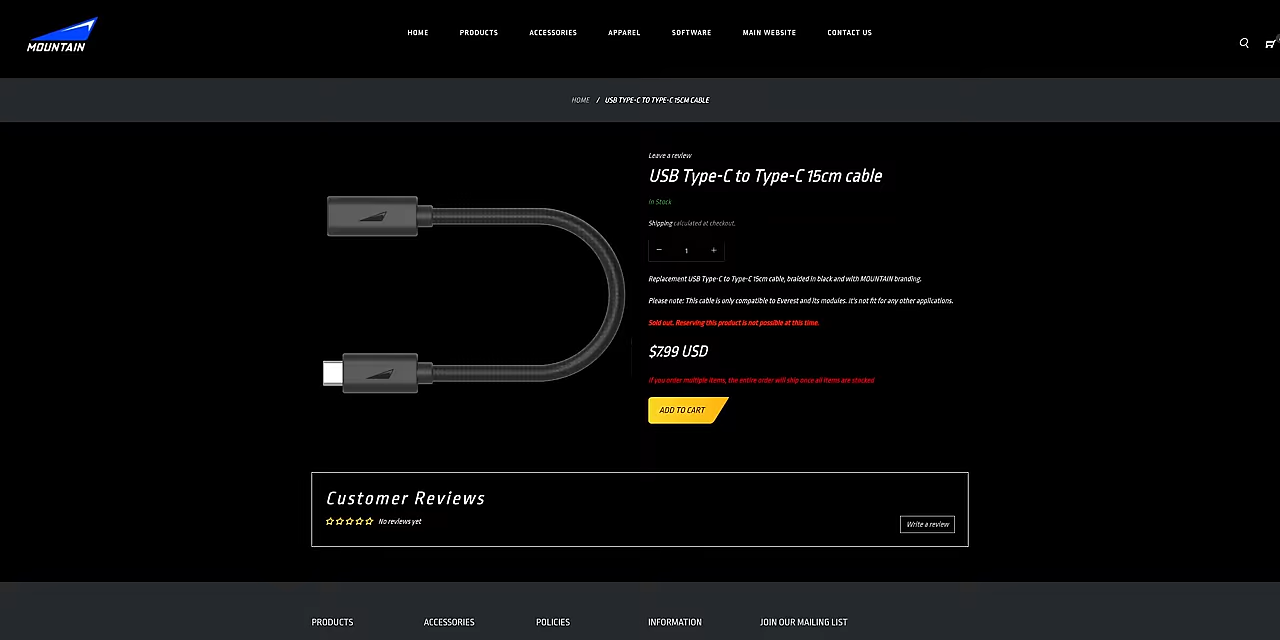 MOUNTAIN
HOME PRODUCTS ACCESSORIES APPAREL SOFTWARE MAIN WEBSITE CONTACT US
HOME / USB TYPE-C TO TYPE-C 15CM CABLE
Leave a review
USB Type-C to Type-C 15cm cable
In Stock
Shipping calculated at checkout.
− 1 +
Replacement USB Type-C to Type-C 15cm cable, braided in black and with MOUNTAIN branding.
Please note: This cable is only compatible to Everest and its modules. It's not fit for any other applications.
Sold out. Reserving this product is not possible at this time.
$7.99 USD
If you order multiple items, the entire order will ship once all items are stocked
ADD TO CART
Customer Reviews
No reviews yet
Write a review
PRODUCTS ACCESSORIES POLICIES INFORMATION JOIN OUR MAILING LIST